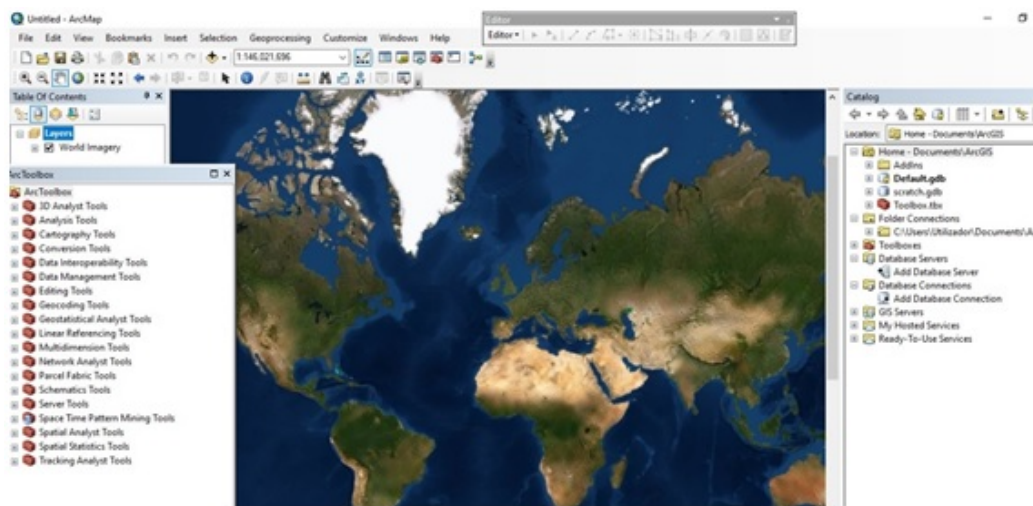 Untitled - ArcMap
File Edit View Bookmarks Insert Selection Geoprocessing Customize Windows Help
Editor
Editor
1:146,021,696
Table Of Contents
Layers
World Imagery
ArcToolbox
ArcToolbox
3D Analyst Tools
Analysis Tools
Cartography Tools
Conversion Tools
Data Interoperability Tools
Data Management Tools
Editing Tools
Geocoding Tools
Geostatistical Analyst Tools
Linear Referencing Tools
Multidimension Tools
Network Analyst Tools
Parcel Fabric Tools
Schematics Tools
Server Tools
Space Time Pattern Mining Tools
Spatial Analyst Tools
Spatial Statistics Tools
Tracking Analyst Tools
Catalog
Location: Home - Documents\ArcGIS
Home - Documents\ArcGIS
AddIns
Default.gdb
scratch.gdb
Toolbox.tbx
Folder Connections
C:\Users\Utilizador\Documents\A
Toolboxes
Database Servers
Add Database Server
Database Connections
Add Database Connection
GIS Servers
My Hosted Services
Ready-To-Use Services